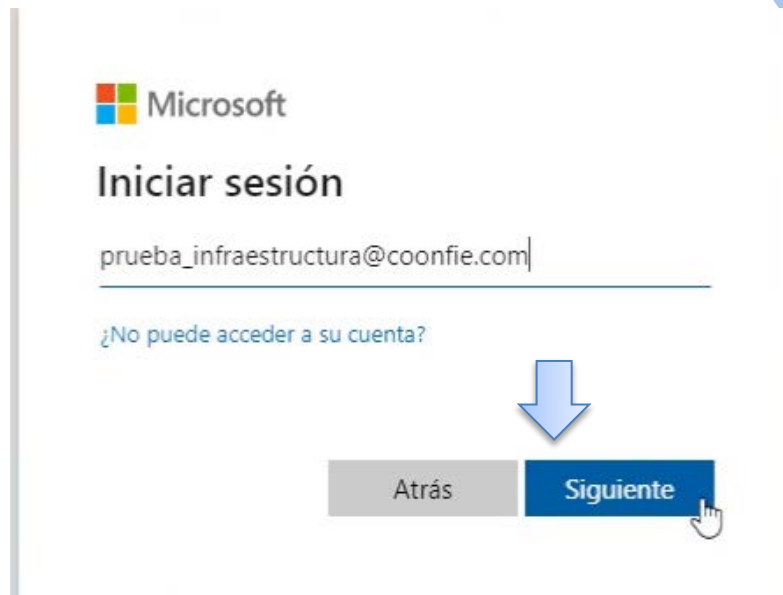 Microsoft
Iniciar sesión
prueba_infraestructura@coonfie.com
¿No puede acceder a su cuenta?
Atrás Siguiente